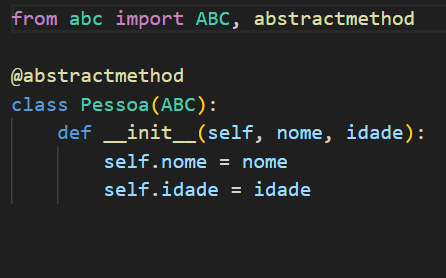 from abc import ABC, abstractmethod
@abstractmethod
class Pessoa(ABC):
    def __init__(self, nome, idade):
        self.nome = nome
        self.idade = idade